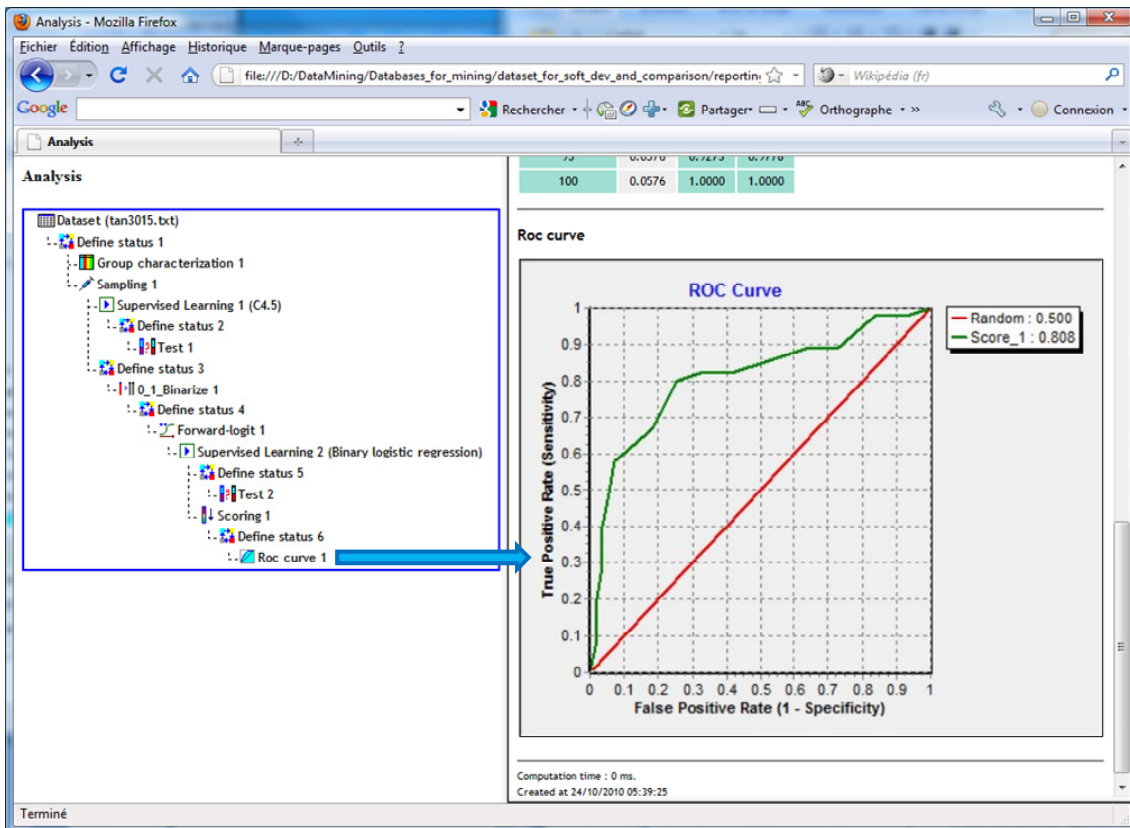 Analysis - Mozilla Firefox
Fichier Édition Affichage Historique Marque-pages Outils ?
file:///D:/DataMining/Databases_for_mining/dataset_for_soft_dev_and_comparison/reporting
Wikipédia (fr)
Google
Rechercher
Partager
ABC
Orthographe
»
Connexion
Analysis
Analysis
Dataset (tan3015.txt)
Define status 1
Group characterization 1
Sampling 1
Supervised Learning 1 (C4.5)
Define status 2
Test 1
Define status 3
0_1_Binarize 1
Define status 4
Forward-logit 1
Supervised Learning 2 (Binary logistic regression)
Define status 5
Test 2
Scoring 1
Define status 6
Roc curve 1
100 0.0576 1.0000 1.0000
Roc curve
ROC Curve
Random : 0.500
Score_1 : 0.808
True Positive Rate (Sensitivity)
1
0.9
0.8
0.7
0.6
0.5
0.4
0.3
0.2
0.1
0
0 0.1 0.2 0.3 0.4 0.5 0.6 0.7 0.8 0.9 1
False Positive Rate (1 - Specificity)
Computation time : 0 ms.
Created at 24/10/2010 05:39:25
Terminé